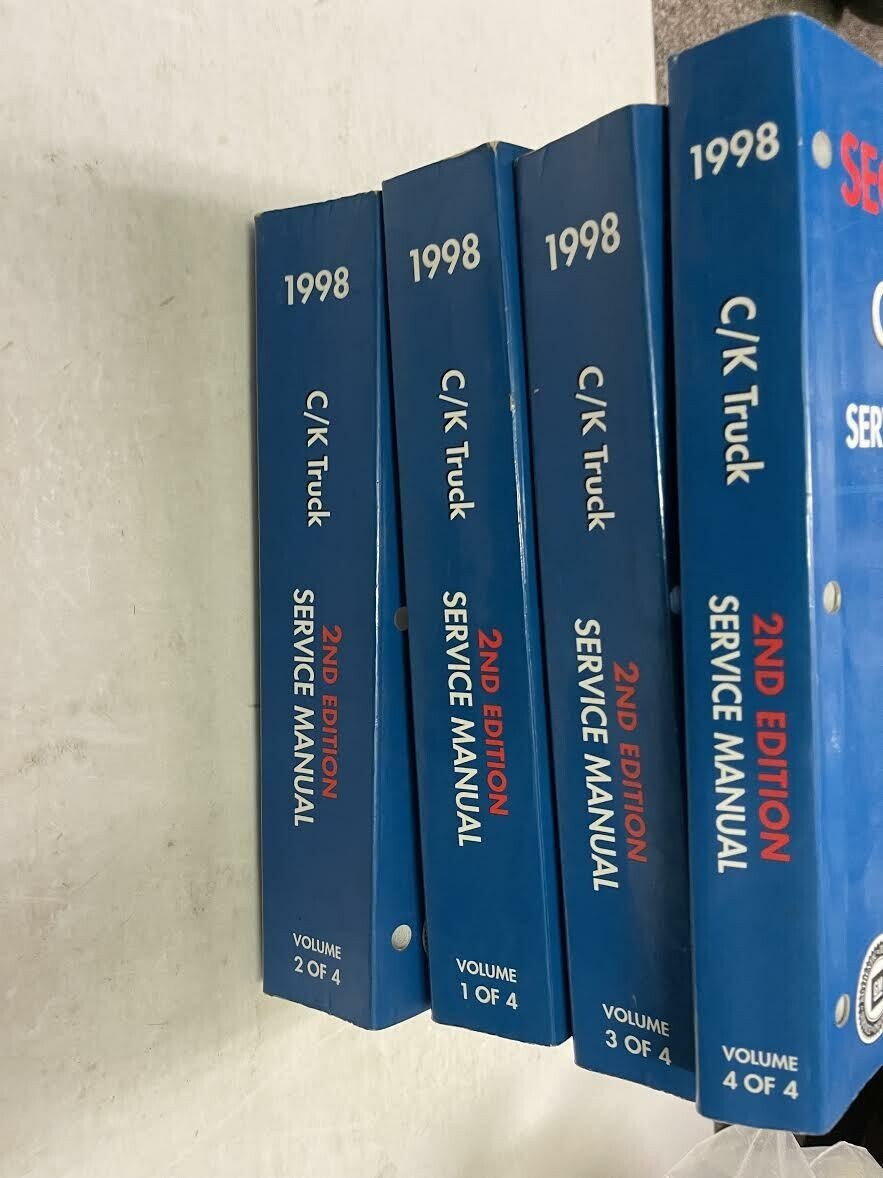 1998
C/K Truck
2ND EDITION
SERVICE MANUAL
VOLUME
2 OF 4
1998
C/K Truck
2ND EDITION
SERVICE MANUAL
VOLUME
1 OF 4
1998
C/K Truck
2ND EDITION
SERVICE MANUAL
VOLUME
3 OF 4
1998
C/K Truck
2ND EDITION
SERVICE MANUAL
VOLUME
4 OF 4
SEC
C
SER